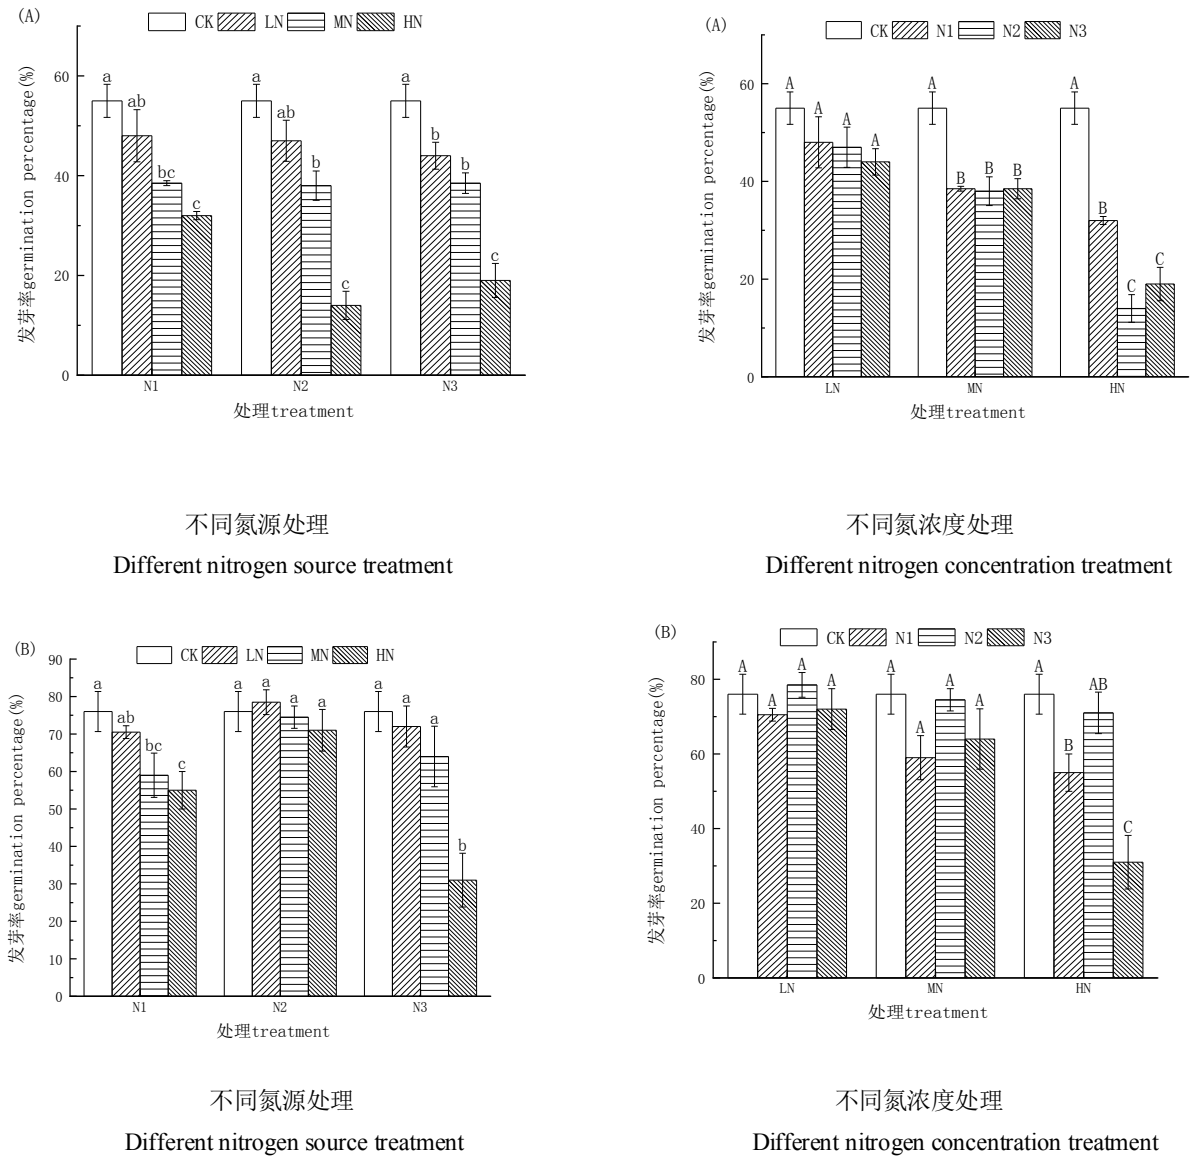 (A)
CK LN MN HN
发芽率germination percentage(%)
60
40
20
0
a ab bc c
a ab b c
a b b c
N1 N2 N3
处理treatment
不同氮源处理
Different nitrogen source treatment
(A)
CK N1 N2 N3
发芽率germination percentage(%)
60
40
20
0
A A A A
A B B B
A B C C
LN MN HN
处理treatment
不同氮浓度处理
Different nitrogen concentration treatment
(B)
CK LN MN HN
发芽率germination percentage(%)
90
80
70
60
50
40
30
20
10
0
a ab bc c
a a a a
a a a b
N1 N2 N3
处理treatment
不同氮源处理
Different nitrogen source treatment
(B)
CK N1 N2 N3
发芽率germination percentage(%)
80
60
40
20
0
A A A A
A A A A
A B AB C
LN MN HN
处理treatment
不同氮浓度处理
Different nitrogen concentration treatment